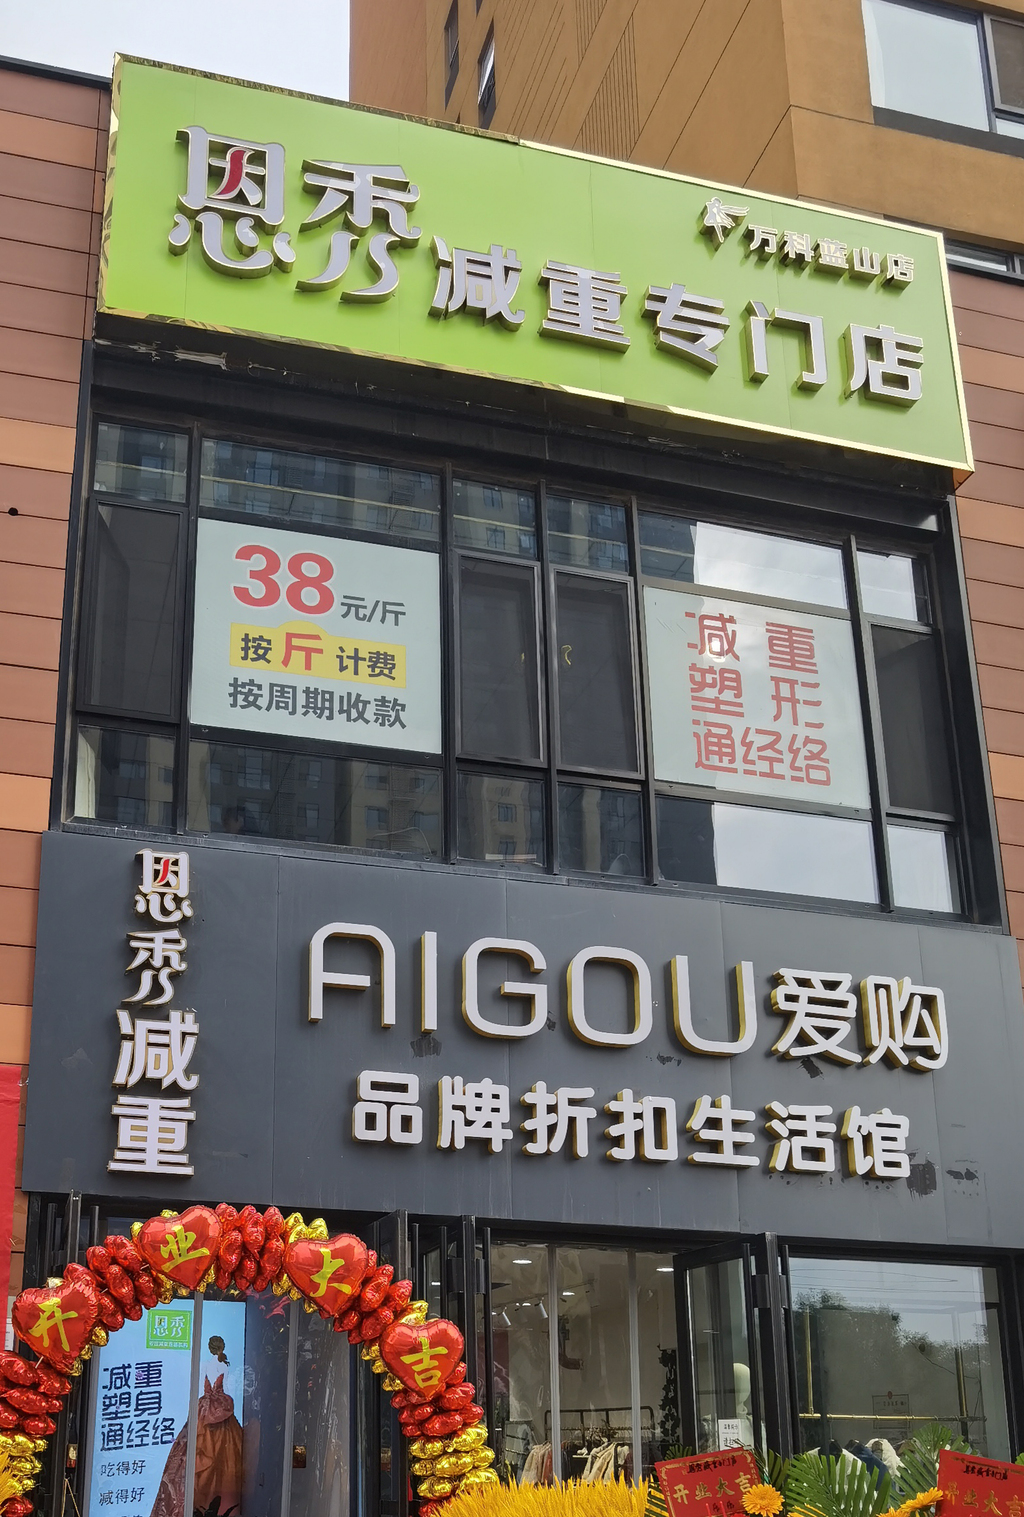 恩秀减重专门店
万科蓝山店
38元/斤
按斤计费
按周期收款
减重
塑形
通经络
恩秀减重
AIGOU爱购
品牌折扣生活馆
开业大吉
恩秀
减重
塑身
通经络
吃得好
减得好
开业大吉
开业大吉